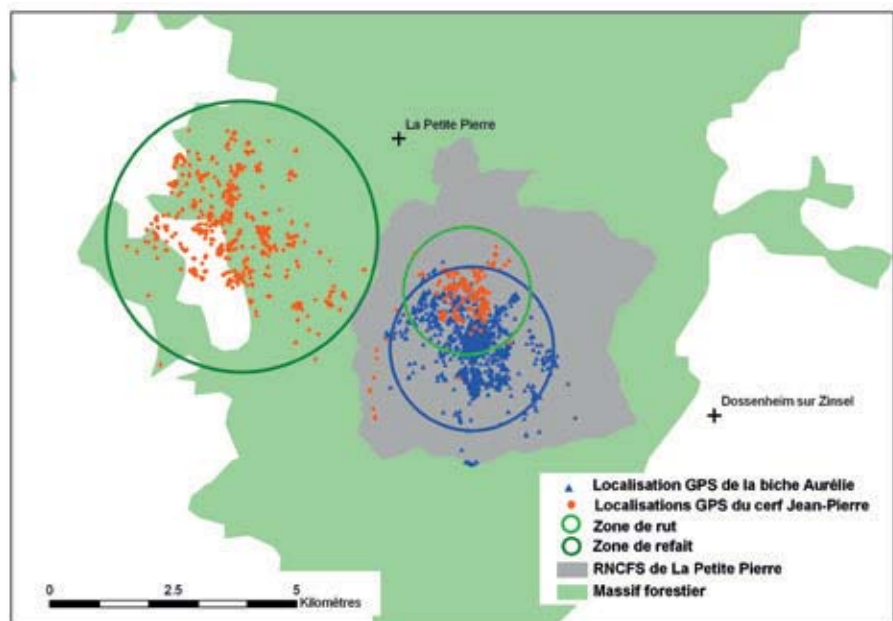 La Petite Pierre
Dossenheim sur Zinsel
Localisation GPS de la biche Aurélie
Localisations GPS du cerf Jean-Pierre
Zone de rut
Zone de refait
RNCFS de La Petite Pierre
Massif forestier
0 2.5 5
Kilomètres